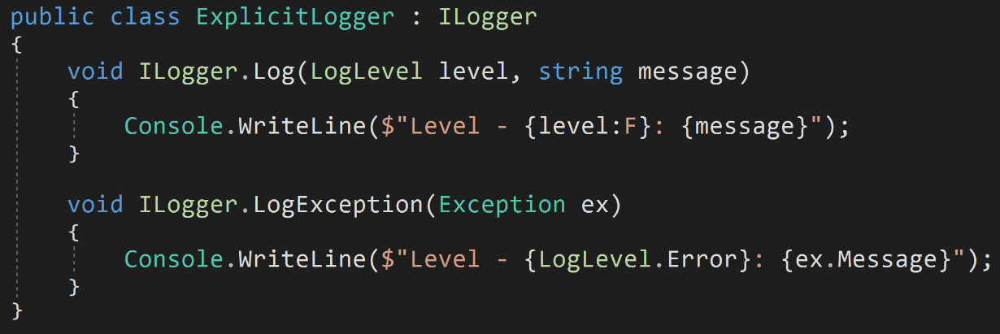 public class ExplicitLogger : ILogger
{
    void ILogger.Log(LogLevel level, string message)
    {
        Console.WriteLine($"Level - {level:F}: {message}");
    }

    void ILogger.LogException(Exception ex)
    {
        Console.WriteLine($"Level - {LogLevel.Error}: {ex.Message}");
    }
}